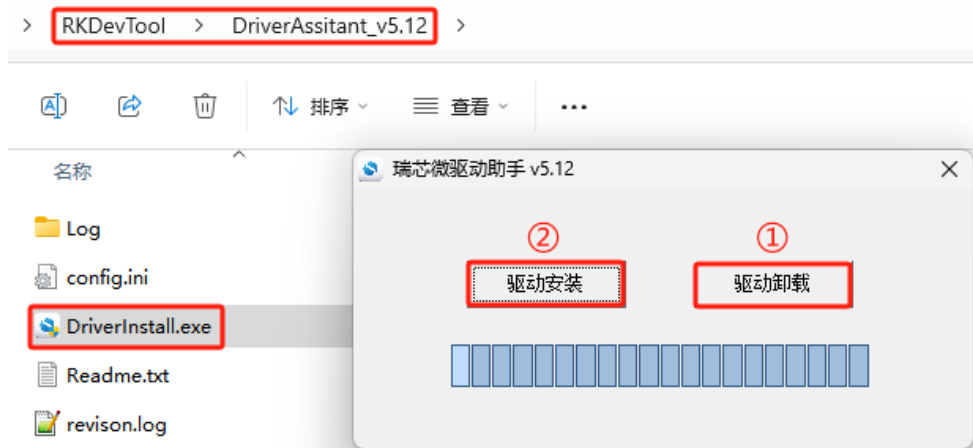 > RKDevTool > DriverAssitant_v5.12 >
排序 查看 ...
名称
Log
config.ini
DriverInstall.exe
Readme.txt
revison.log
瑞芯微驱动助手 v5.12
② ①
驱动安装 驱动卸载